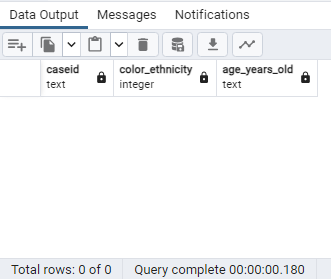 Data Output Messages Notifications
caseid color_ethnicity age_years_old
text integer text
Total rows: 0 of 0 Query complete 00:00:00.180